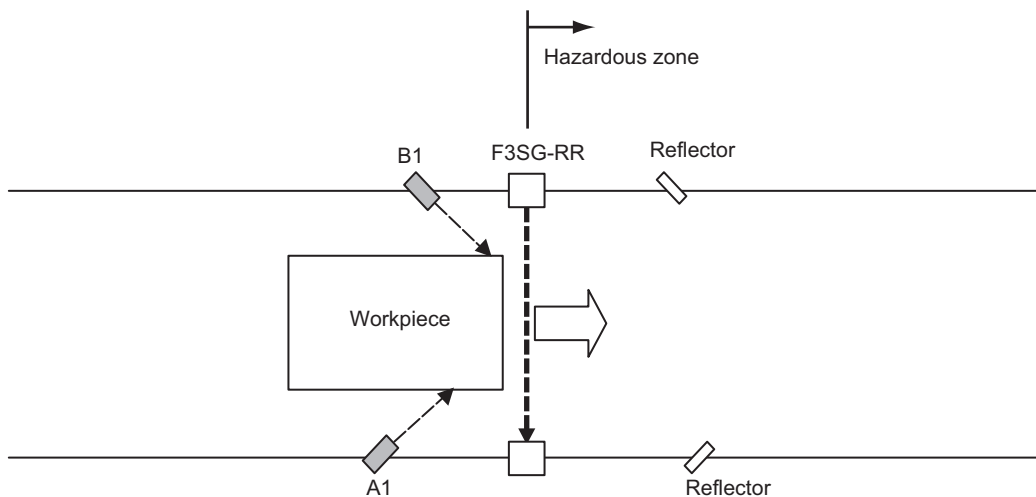 Hazardous zone
B1
F3SG-RR
Reflector
Workpiece
A1
Reflector